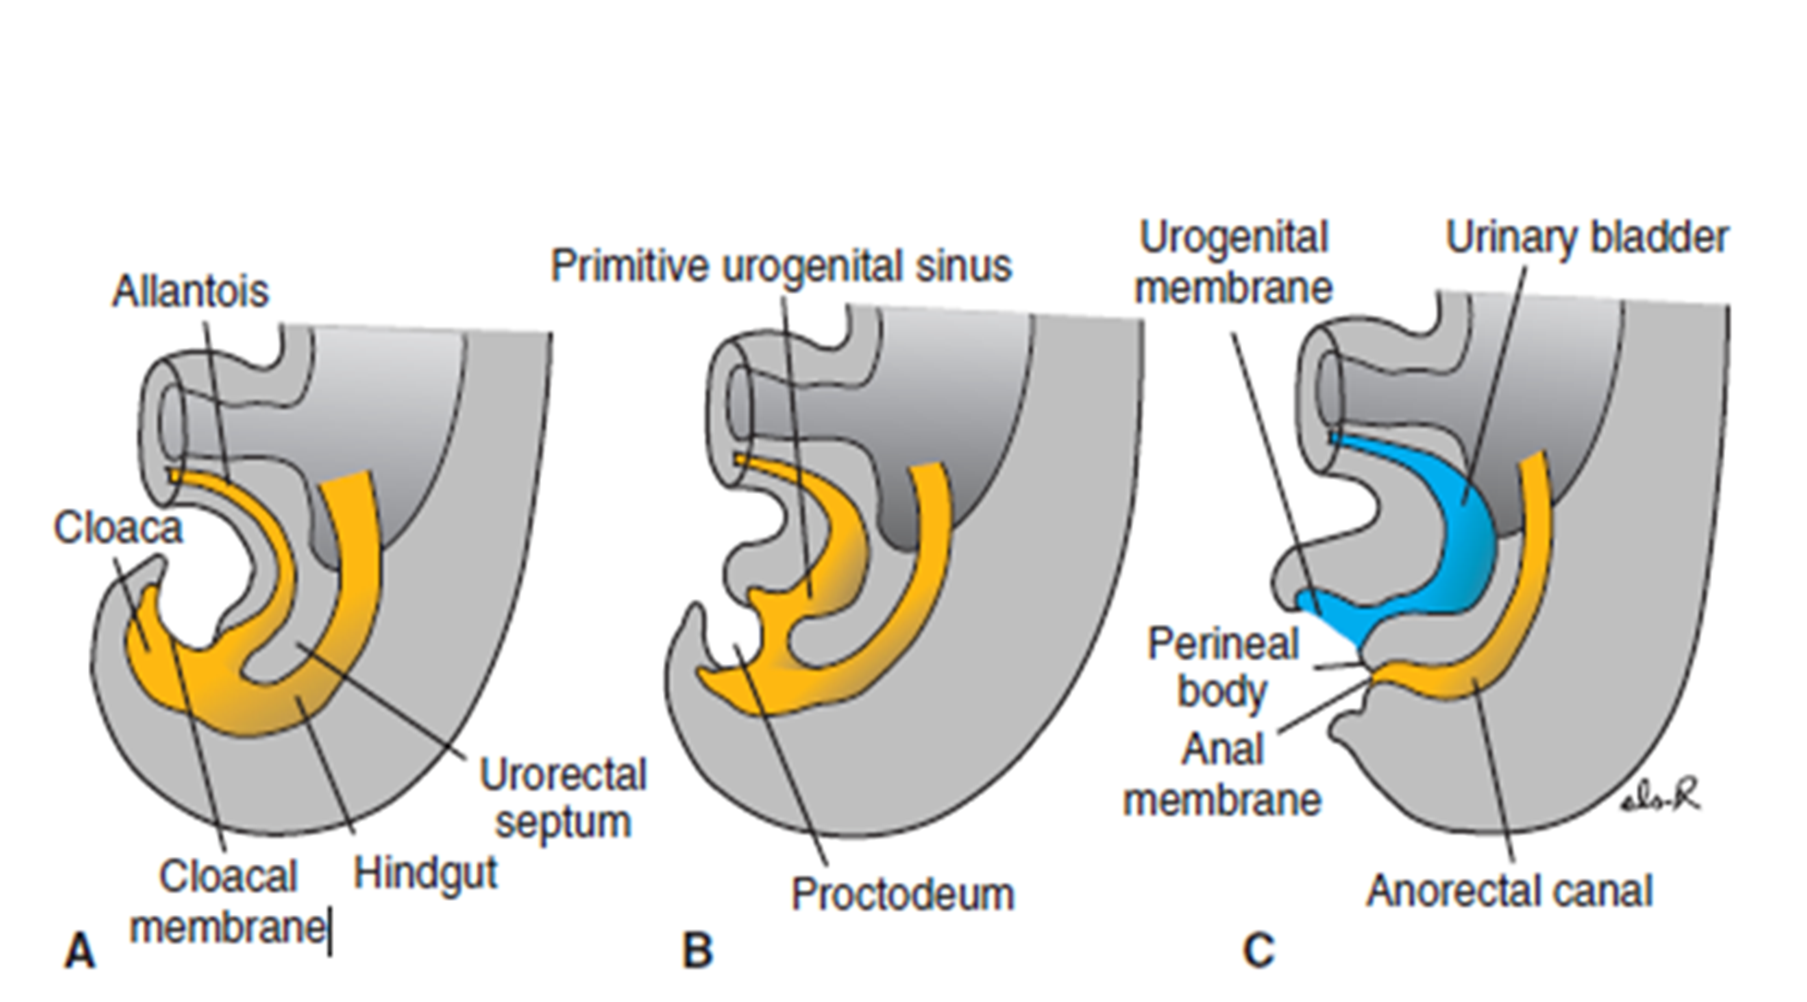 Allantois
Cloaca
Cloacal
membrane
Hindgut
Urorectal
septum
A
Primitive urogenital sinus
Proctodeum
B
Urogenital
membrane
Urinary bladder
Perineal
body
Anal
membrane
Anorectal canal
C